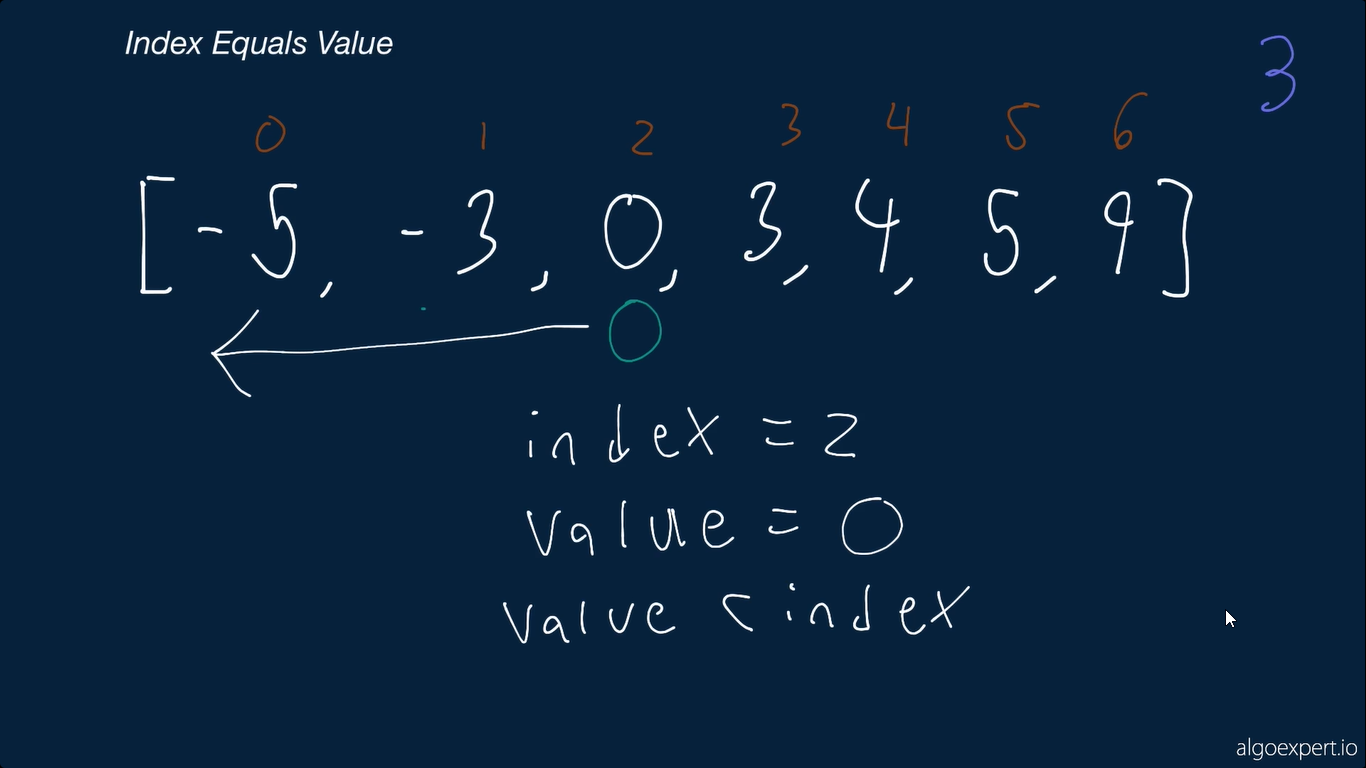 Index Equals Value
3
0 1 2 3 4 5 6
[-5, -3, 0, 3, 4, 5, 9]
index = 2
value = 0
value < index
algoexpert.io